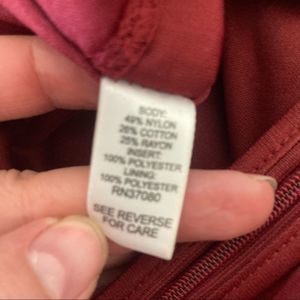 BODY:
49% NYLON
26% COTTON
25% RAYON
INSERT:
100% POLYESTER
LINING:
100% POLYESTER
RN37080
SEE REVERSE
FOR CARE